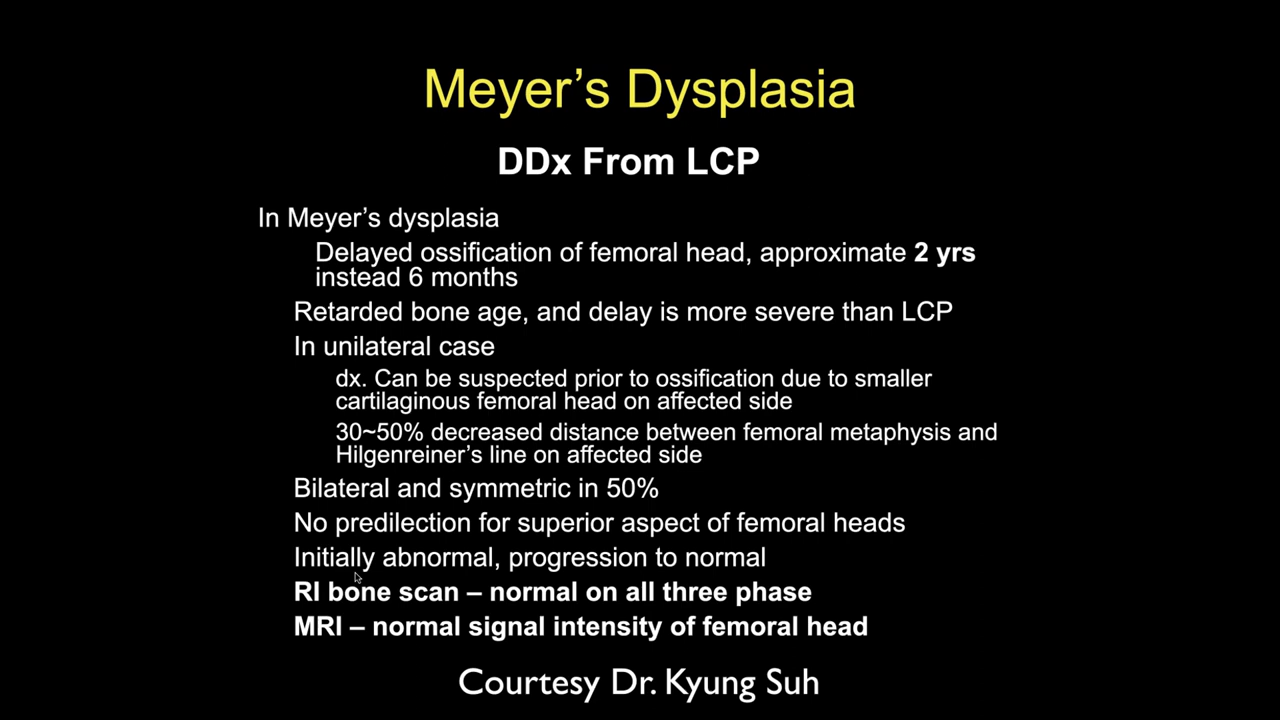 Meyer's Dysplasia
DDx From LCP
In Meyer's dysplasia
Delayed ossification of femoral head, approximate 2 yrs
instead 6 months
Retarded bone age, and delay is more severe than LCP
In unilateral case
dx. Can be suspected prior to ossification due to smaller
cartilaginous femoral head on affected side
30~50% decreased distance between femoral metaphysis and
Hilgenreiner's line on affected side
Bilateral and symmetric in 50%
No predilection for superior aspect of femoral heads
Initially abnormal, progression to normal
RI bone scan – normal on all three phase
MRI – normal signal intensity of femoral head
Courtesy Dr. Kyung Suh